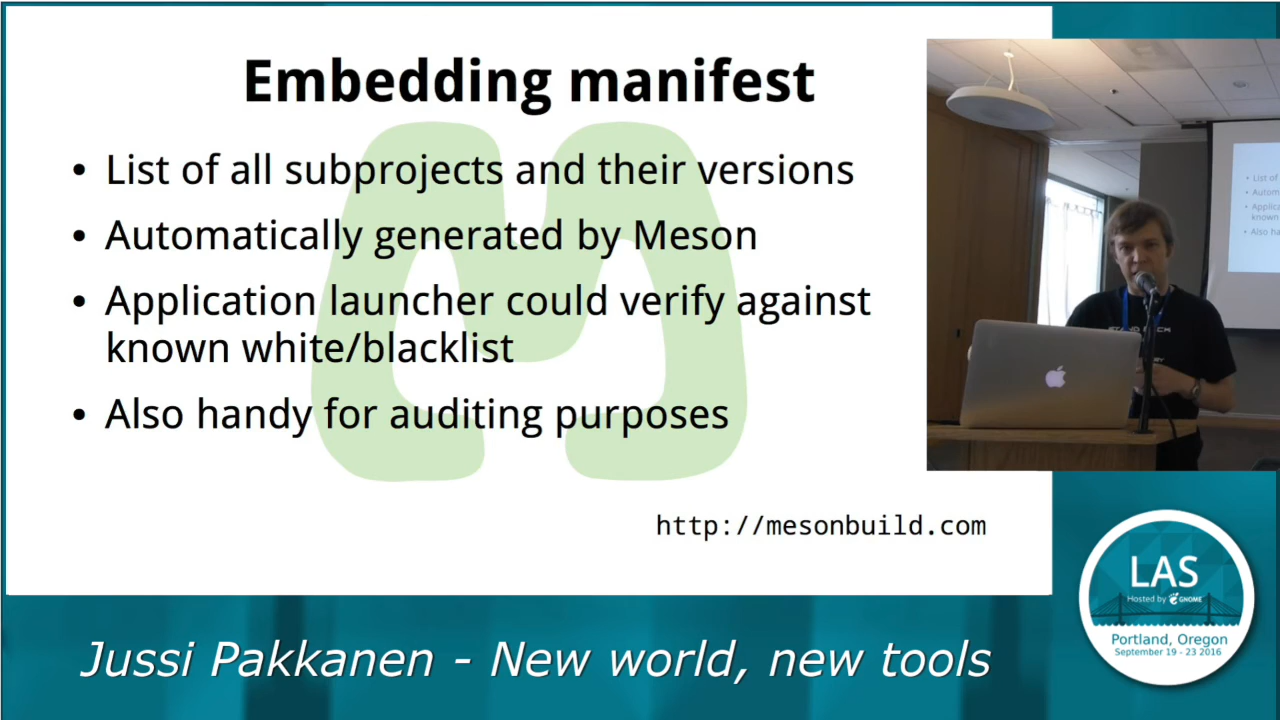 Embedding manifest
• List of all subprojects and their versions
• Automatically generated by Meson
• Application launcher could verify against
known white/blacklist
• Also handy for auditing purposes
http://mesonbuild.com
LAS
Hosted by GNOME
Portland, Oregon
September 19 - 23 2016
Jussi Pakkanen - New world, new tools